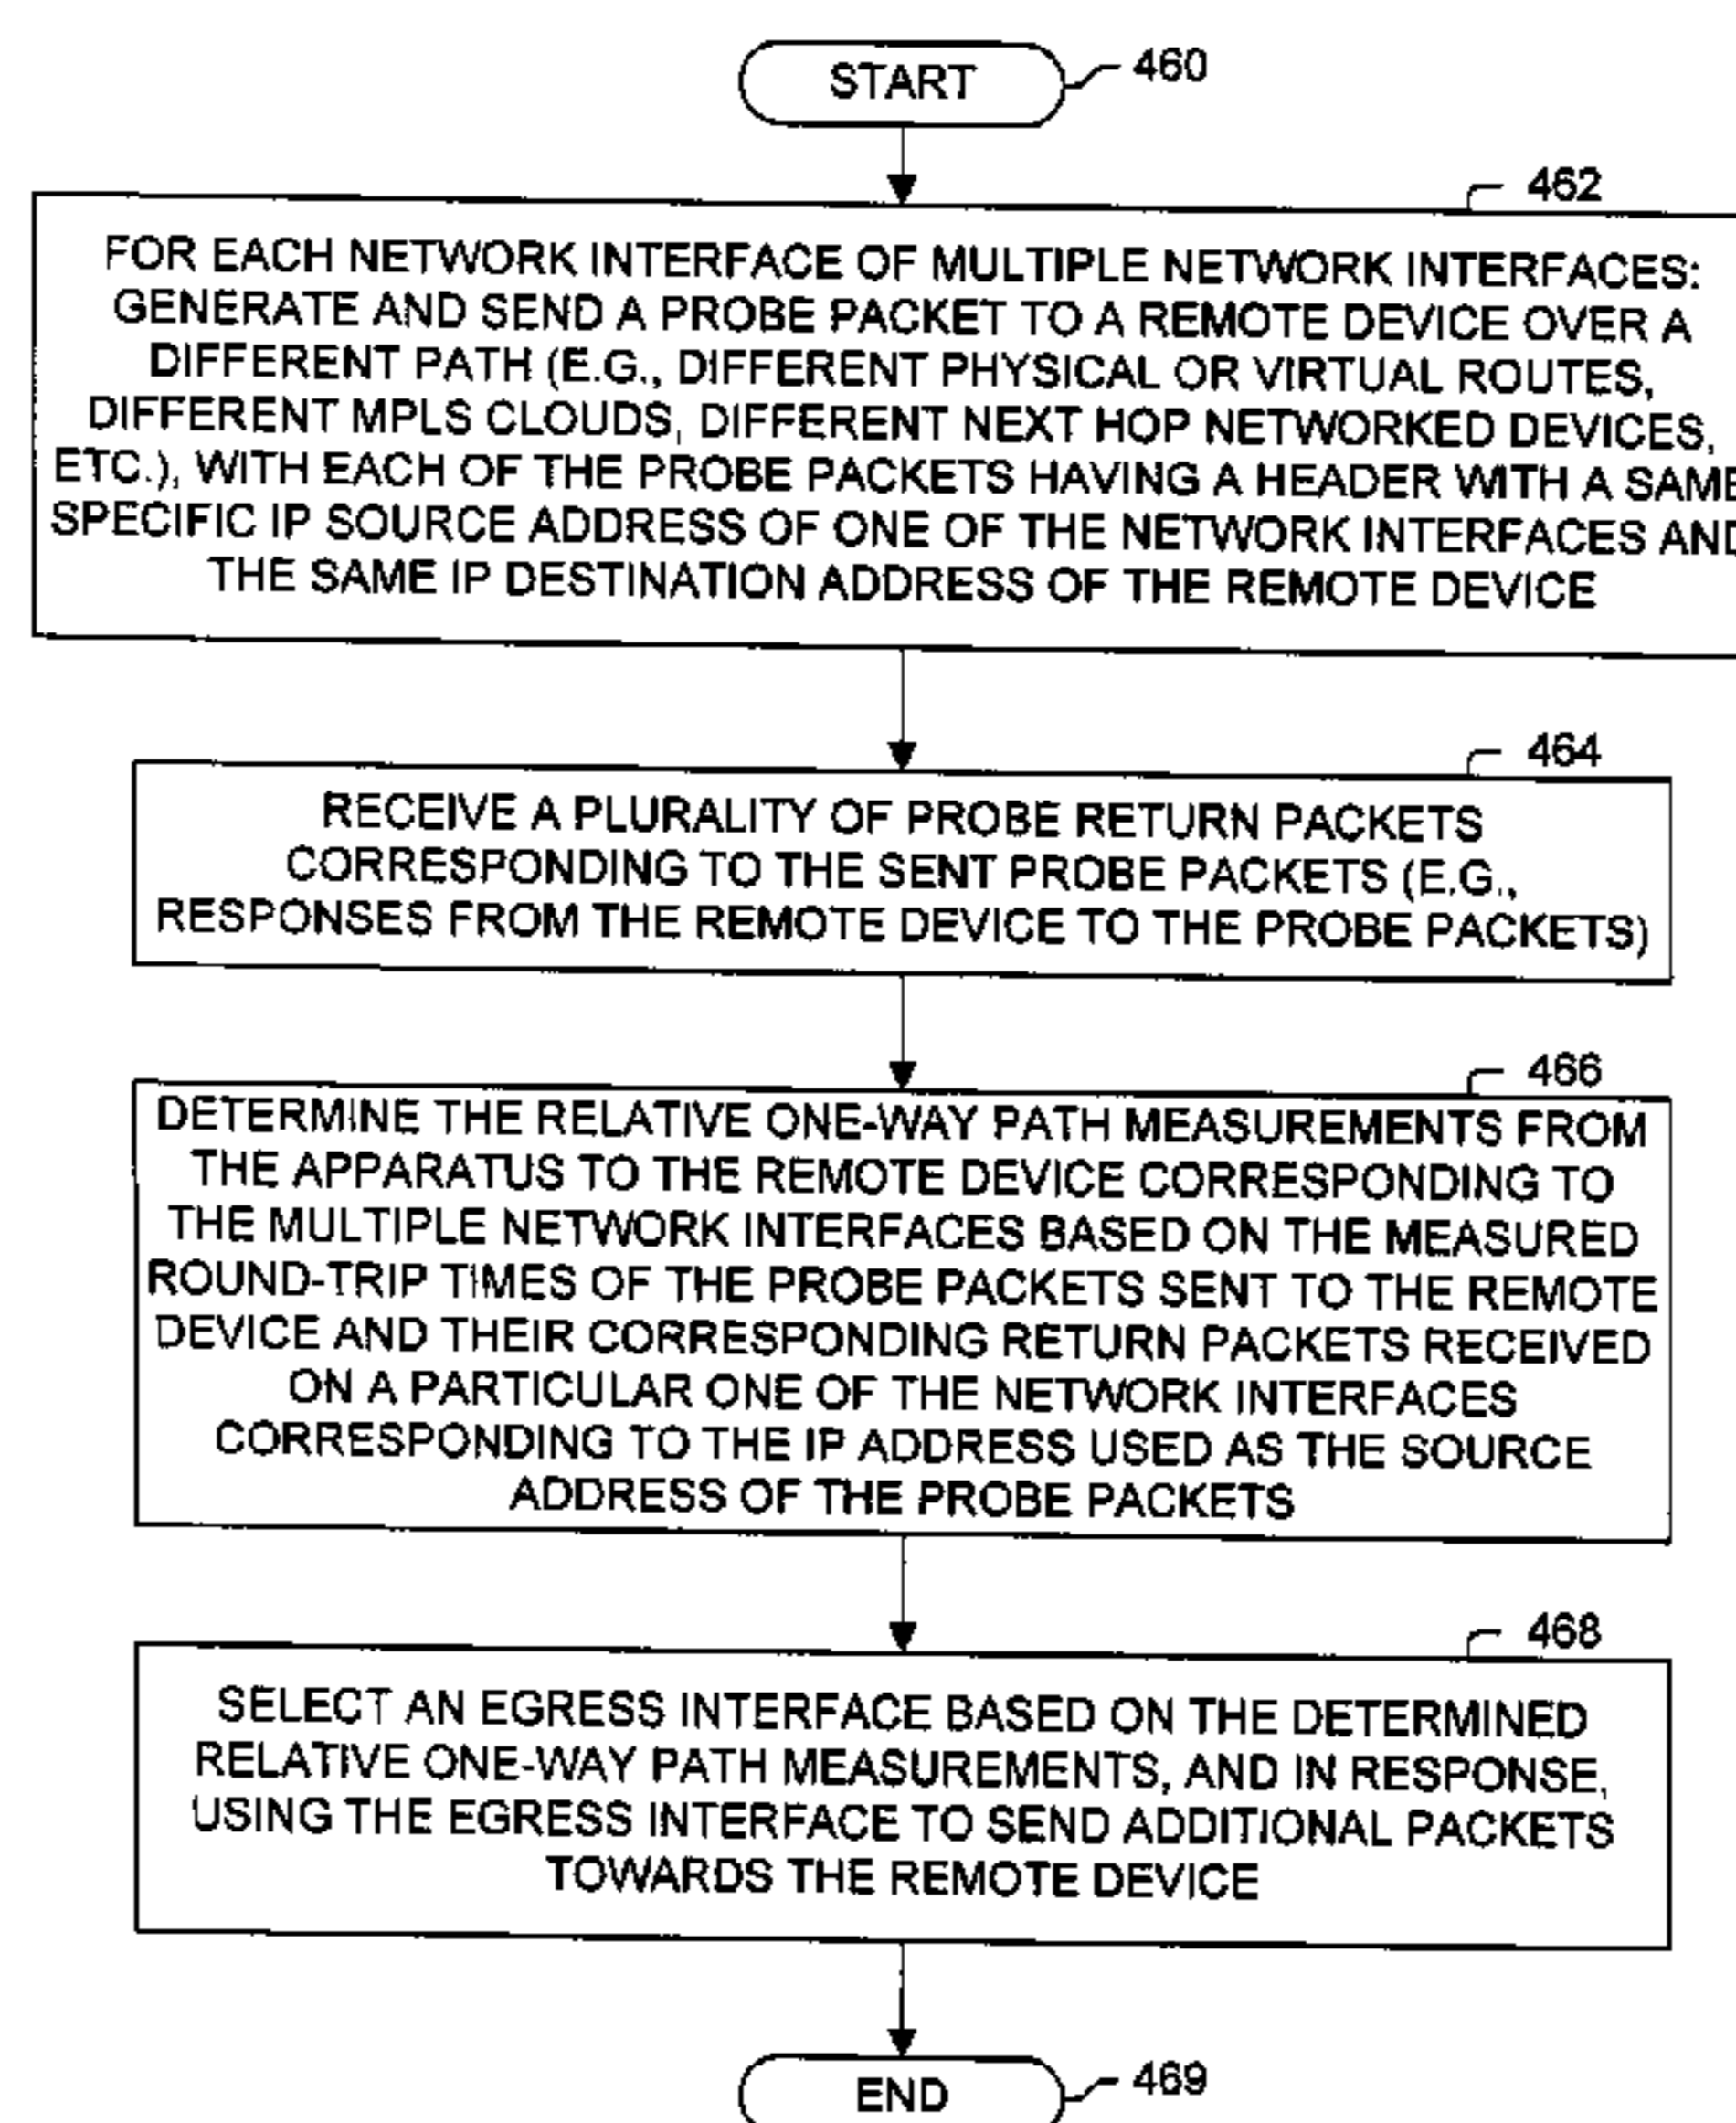 START
460
462
FOR EACH NETWORK INTERFACE OF MULTIPLE NETWORK INTERFACES:
GENERATE AND SEND A PROBE PACKET TO A REMOTE DEVICE OVER A
DIFFERENT PATH (E.G., DIFFERENT PHYSICAL OR VIRTUAL ROUTES,
DIFFERENT MPLS CLOUDS, DIFFERENT NEXT HOP NETWORKED DEVICES,
ETC.), WITH EACH OF THE PROBE PACKETS HAVING A HEADER WITH A SAME
SPECIFIC IP SOURCE ADDRESS OF ONE OF THE NETWORK INTERFACES AND
THE SAME IP DESTINATION ADDRESS OF THE REMOTE DEVICE
464
RECEIVE A PLURALITY OF PROBE RETURN PACKETS
CORRESPONDING TO THE SENT PROBE PACKETS (E.G.,
RESPONSES FROM THE REMOTE DEVICE TO THE PROBE PACKETS)
466
DETERMINE THE RELATIVE ONE-WAY PATH MEASUREMENTS FROM
THE APPARATUS TO THE REMOTE DEVICE CORRESPONDING TO
THE MULTIPLE NETWORK INTERFACES BASED ON THE MEASURED
ROUND-TRIP TIMES OF THE PROBE PACKETS SENT TO THE REMOTE
DEVICE AND THEIR CORRESPONDING RETURN PACKETS RECEIVED
ON A PARTICULAR ONE OF THE NETWORK INTERFACES
CORRESPONDING TO THE IP ADDRESS USED AS THE SOURCE
ADDRESS OF THE PROBE PACKETS
468
SELECT AN EGRESS INTERFACE BASED ON THE DETERMINED
RELATIVE ONE-WAY PATH MEASUREMENTS, AND IN RESPONSE,
USING THE EGRESS INTERFACE TO SEND ADDITIONAL PACKETS
TOWARDS THE REMOTE DEVICE
END
469